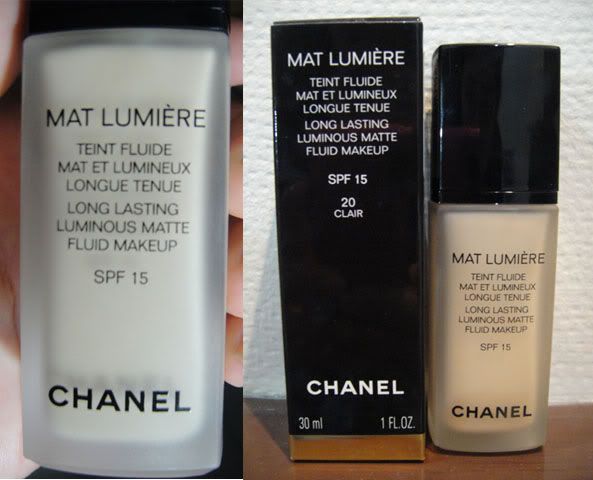 MAT LUMIÈRE
TEINT FLUIDE
MAT ET LUMINEUX
LONGUE TENUE
LONG LASTING
LUMINOUS MATTE
FLUID MAKEUP
SPF 15
CHANEL
MAT LUMIÈRE
TEINT FLUIDE
MAT ET LUMINEUX
LONGUE TENUE
LONG LASTING
LUMINOUS MATTE
FLUID MAKEUP
SPF 15
20
CLAIR
CHANEL
30 ml 1 FL.OZ.
MAT LUMIÈRE
TEINT FLUIDE
MAT ET LUMINEUX
LONGUE TENUE
LONG LASTING
LUMINOUS MATTE
FLUID MAKEUP
SPF 15
CHANEL